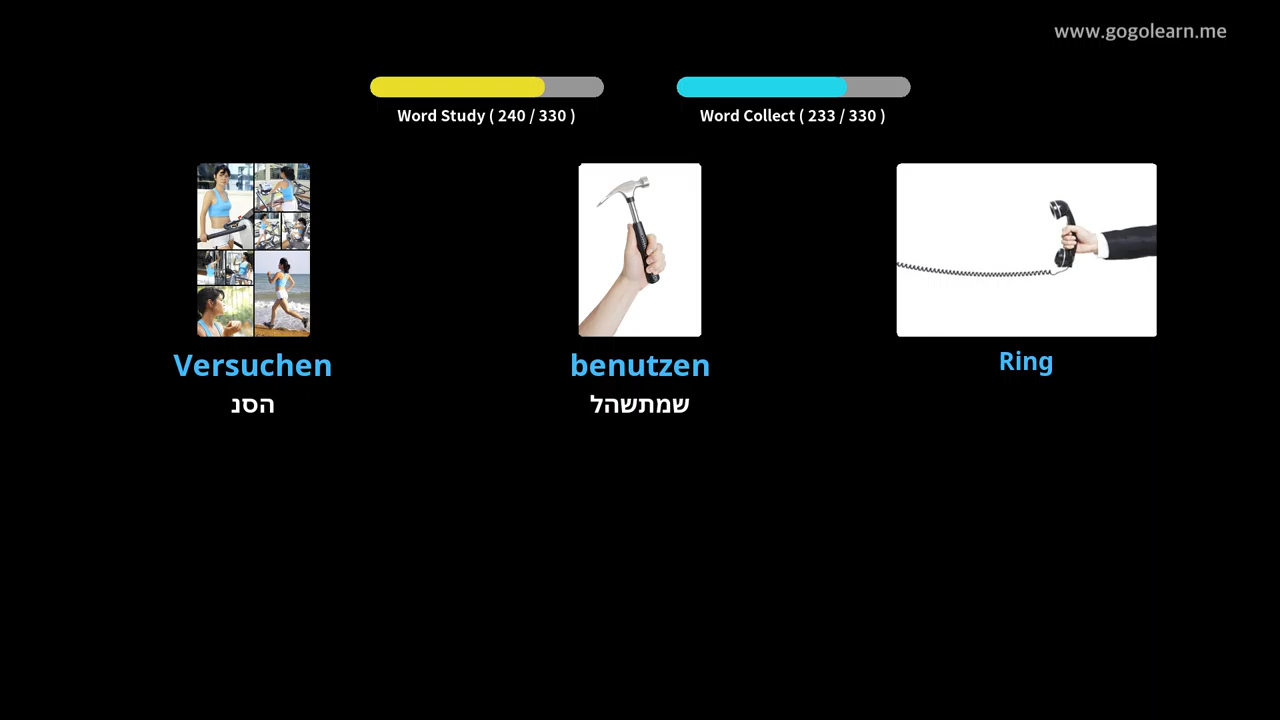 www.gogolearn.me
Word Study ( 240 / 330 )
Word Collect ( 233 / 330 )
Versuchen
הסנ
benutzen
שמתשהל
Ring